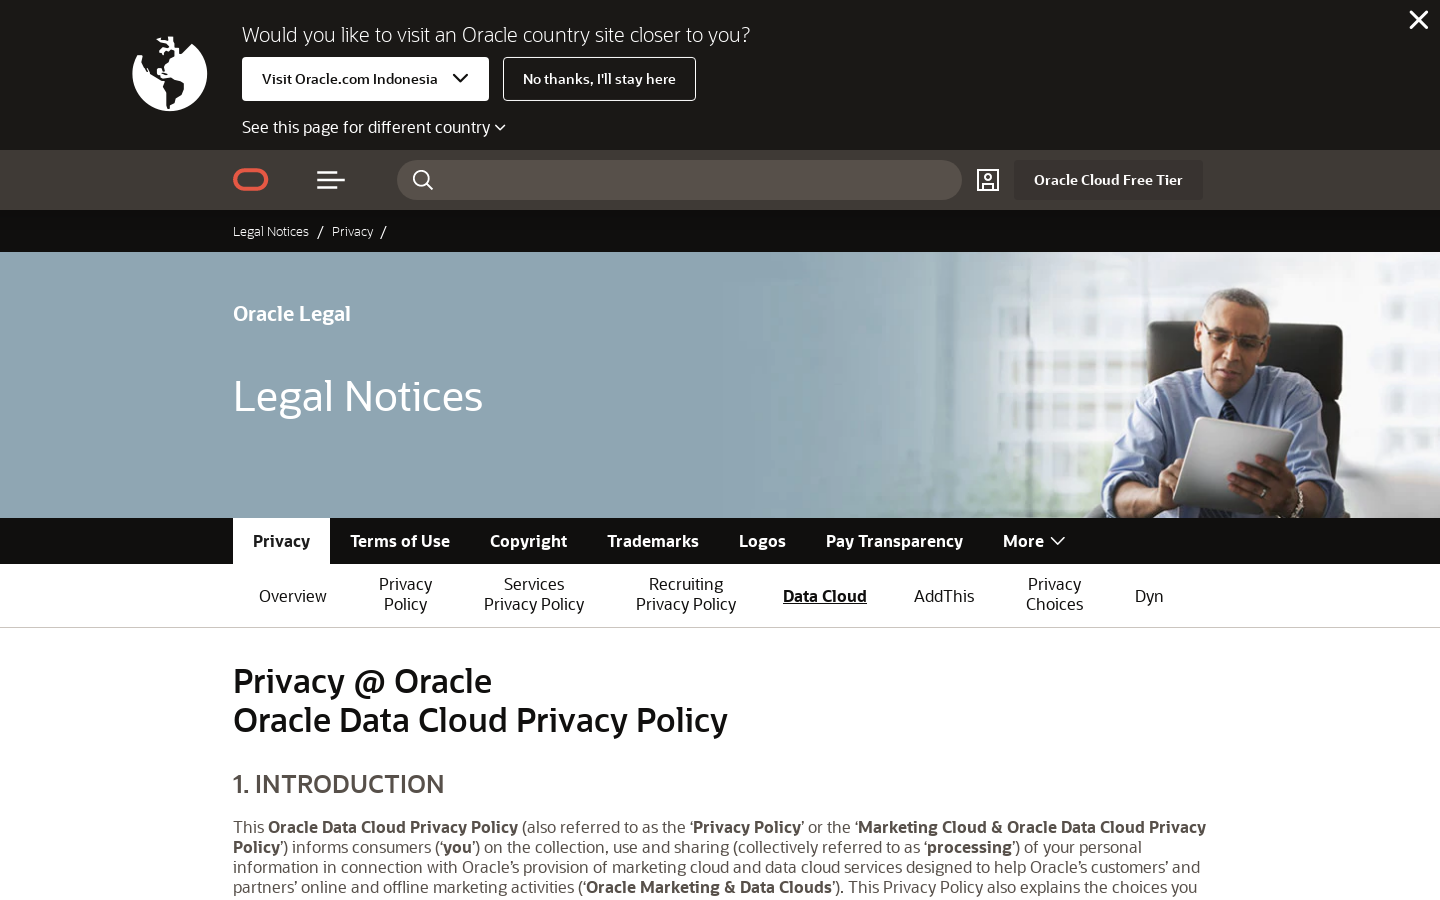 Would you like to visit an Oracle country site closer to you?
Visit Oracle.com Indonesia
No thanks, I'll stay here
See this page for different country
Oracle Cloud Free Tier
Legal Notices / Privacy /
Oracle Legal
Legal Notices
Privacy Terms of Use Copyright Trademarks Logos Pay Transparency More
Overview
Privacy
Policy
Services
Privacy Policy
Recruiting
Privacy Policy
Data Cloud
AddThis
Privacy
Choices
Dyn
Privacy @ Oracle
Oracle Data Cloud Privacy Policy
1. INTRODUCTION
This Oracle Data Cloud Privacy Policy (also referred to as the ‘Privacy Policy’ or the ‘Marketing Cloud & Oracle Data Cloud Privacy
Policy’) informs consumers (‘you’) on the collection, use and sharing (collectively referred to as ‘processing’) of your personal
information in connection with Oracle’s provision of marketing cloud and data cloud services designed to help Oracle’s customers’ and
partners’ online and offline marketing activities (‘Oracle Marketing & Data Clouds’). This Privacy Policy also explains the choices you